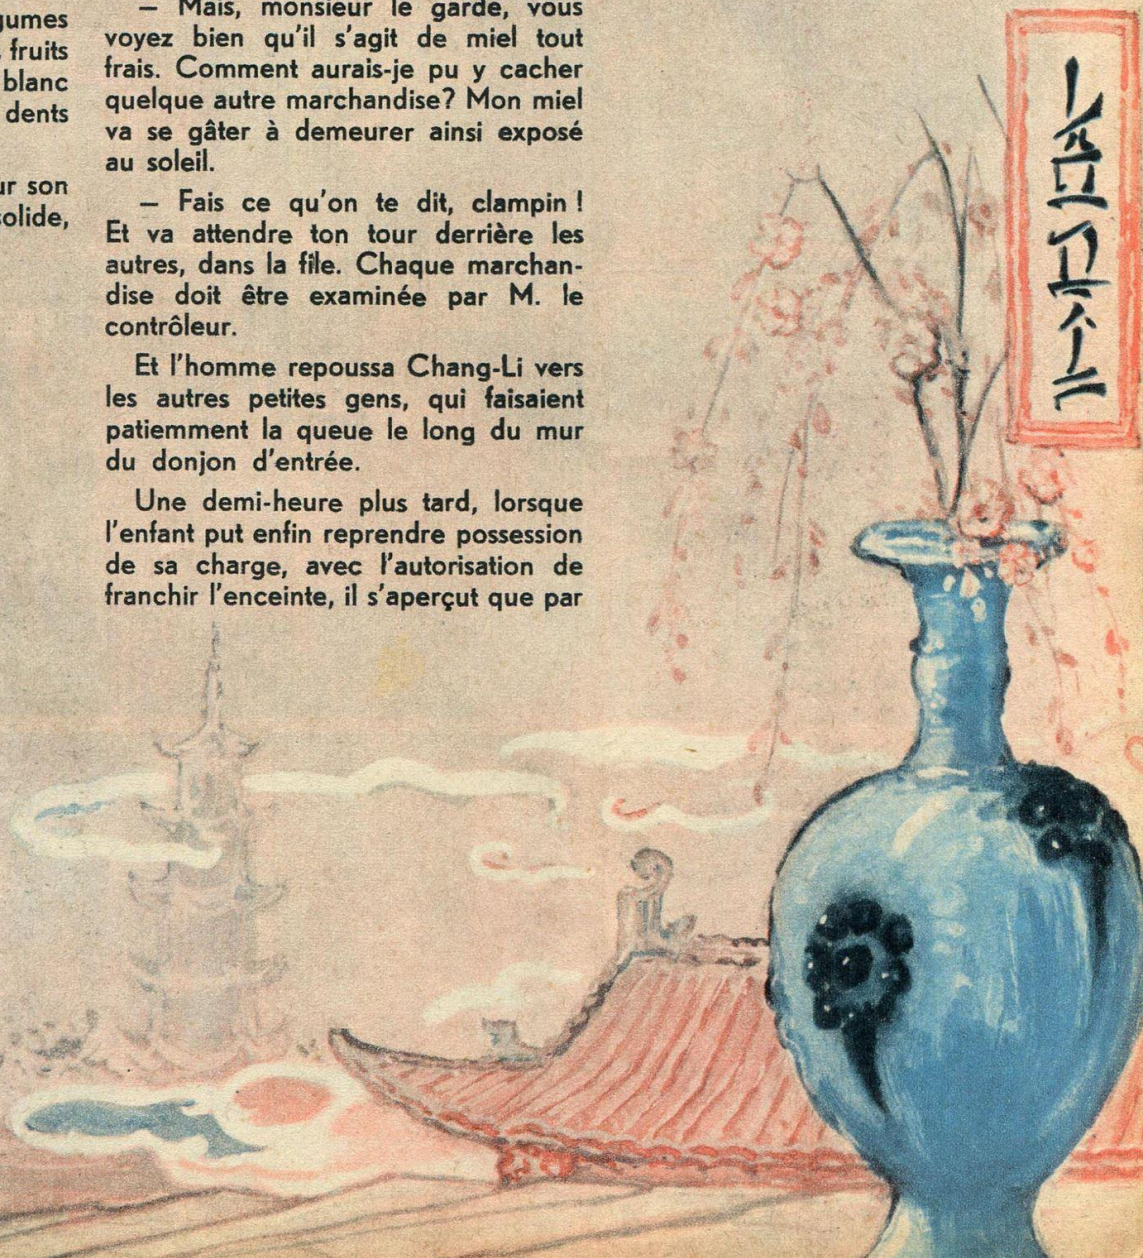 gumes
fruits
blanc
dents
ur son
solide,
— Mais, monsieur le garde, vous
voyez bien qu'il s'agit de miel tout
frais. Comment aurais-je pu y cacher
quelque autre marchandise? Mon miel
va se gâter à demeurer ainsi exposé
au soleil.
— Fais ce qu'on te dit, clampin !
Et va attendre ton tour derrière les
autres, dans la file. Chaque marchan-
dise doit être examinée par M. le
contrôleur.
Et l'homme repoussa Chang-Li vers
les autres petites gens, qui faisaient
patiemment la queue le long du mur
du donjon d'entrée.
Une demi-heure plus tard, lorsque
l'enfant put enfin reprendre possession
de sa charge, avec l'autorisation de
franchir l'enceinte, il s'aperçut que par